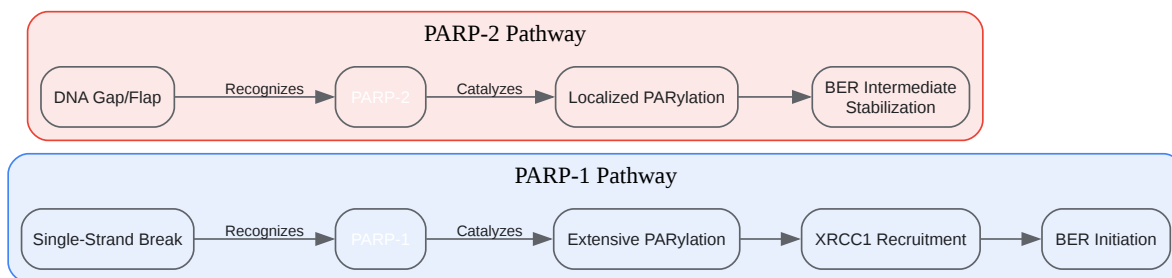 PARP-2 Pathway
DNA Gap/Flap
Recognizes
PARP-2
Catalyzes
Localized PARylation
BER Intermediate
Stabilization
PARP-1 Pathway
Single-Strand Break
Recognizes
PARP-1
Catalyzes
Extensive PARylation
XRCC1 Recruitment
BER Initiation